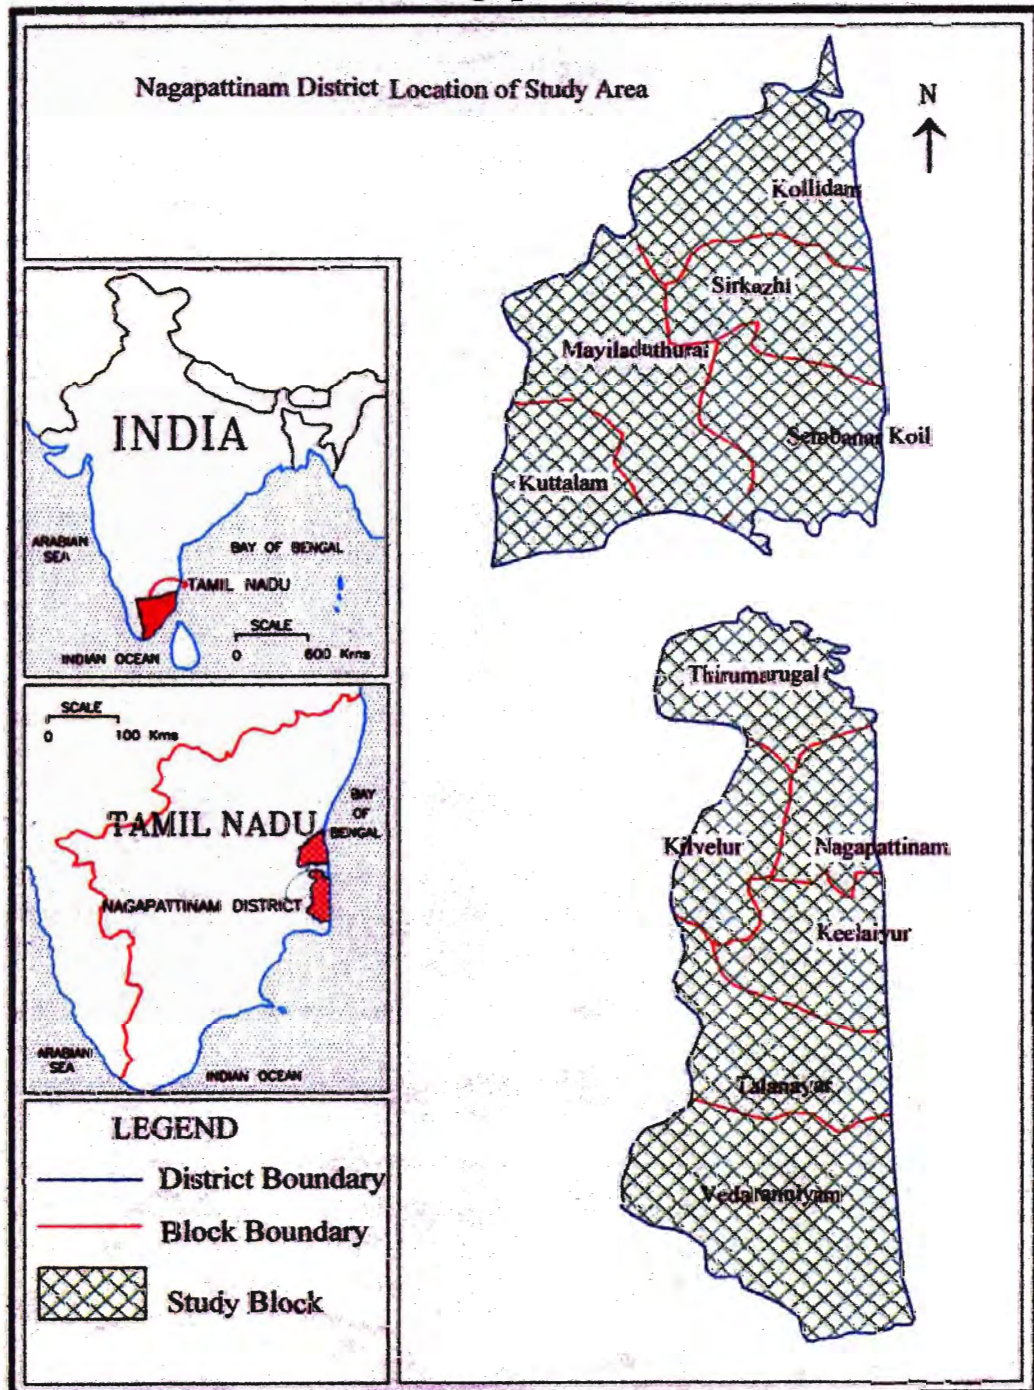 Nagapattinam District Location of Study Area
N
Kollidam
Sirkazhi
Mayiladuthurai
Sembanar Koil
Kuttalam
INDIA
ARABIAN
SEA
BAY OF BENGAL
TAMIL NADU
SCALE
0 600 Kms
INDIAN OCEAN
Thirumarugal
Kilvelur
Nagapattinam
Keelaiyur
Talanayar
Vedaranniyam
SCALE
0 100 Kms
BAY
OF
BENGAL
TAMIL NADU
NAGAPATTINAM DISTRICT
ARABIAN
SEA
INDIAN OCEAN
LEGEND
District Boundary
Block Boundary
Study Block